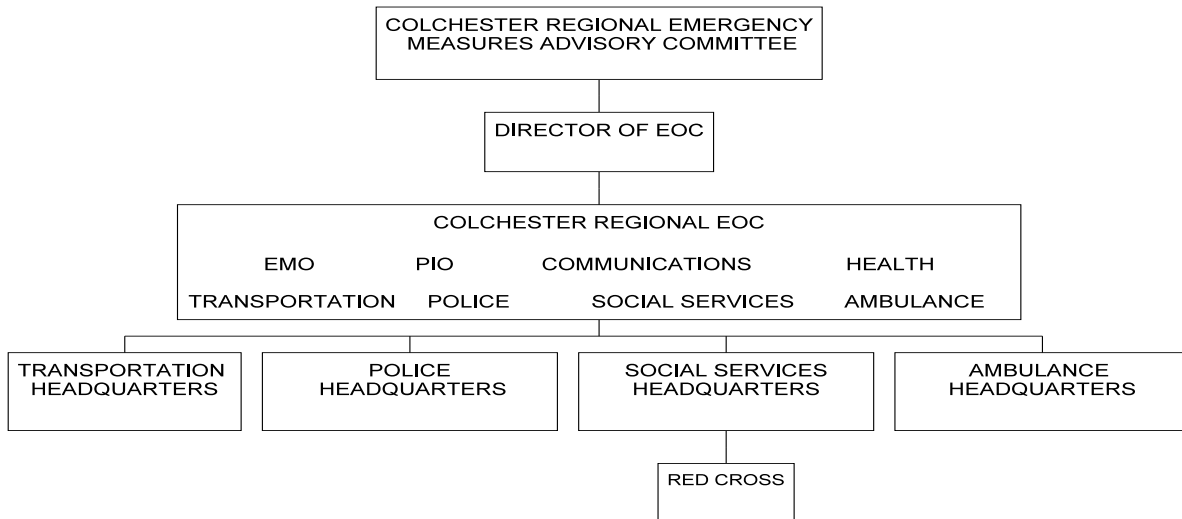 COLCHESTER REGIONAL EMERGENCY
MEASURES ADVISORY COMMITTEE
DIRECTOR OF EOC
COLCHESTER REGIONAL EOC
EMO PIO COMMUNICATIONS HEALTH
TRANSPORTATION POLICE SOCIAL SERVICES AMBULANCE
TRANSPORTATION
HEADQUARTERS
POLICE
HEADQUARTERS
SOCIAL SERVICES
HEADQUARTERS
AMBULANCE
HEADQUARTERS
RED CROSS